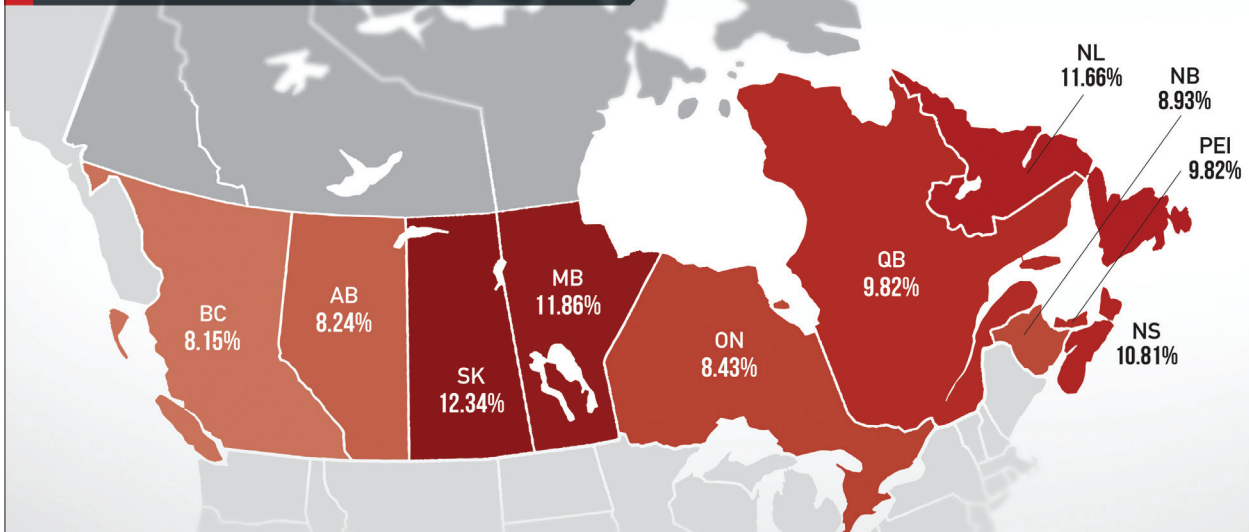 NL
11.66%
NB
8.93%
PEI
9.82%
QB
9.82%
MB
11.86%
AB
8.24%
BC
8.15%
ON
8.43%
NS
10.81%
SK
12.34%